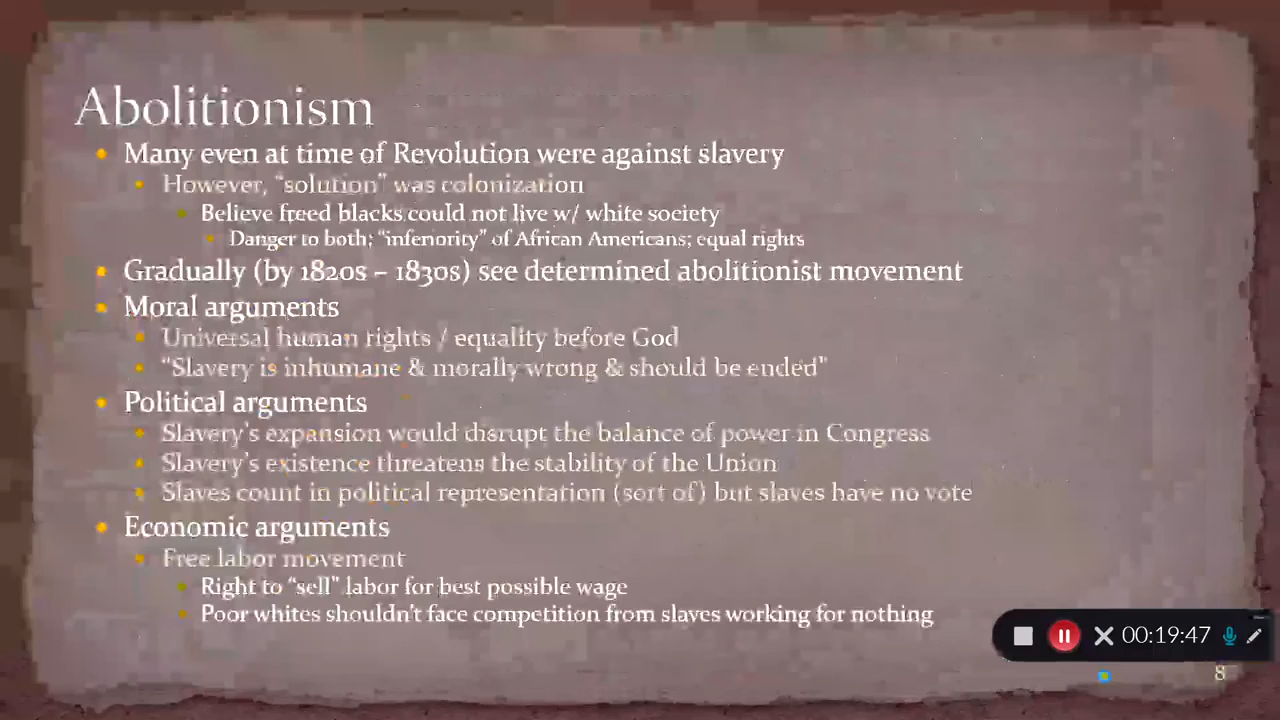 Abolitionism
Many even at time of Revolution were against slavery
However, “solution” was colonization
Believe freed blacks could not live w/ white society
Danger to both; “inferiority” of African Americans; equal rights
Gradually (by 1820s – 1830s) see determined abolitionist movement
Moral arguments
Universal human rights / equality before God
“Slavery is inhumane & morally wrong & should be ended”
Political arguments
Slavery’s expansion would disrupt the balance of power in Congress
Slavery’s existence threatens the stability of the Union
Slaves count in political representation (sort of) but slaves have no vote
Economic arguments
Free labor movement
Right to “sell” labor for best possible wage
Poor whites shouldn’t face competition from slaves working for nothing
00:19:47
8